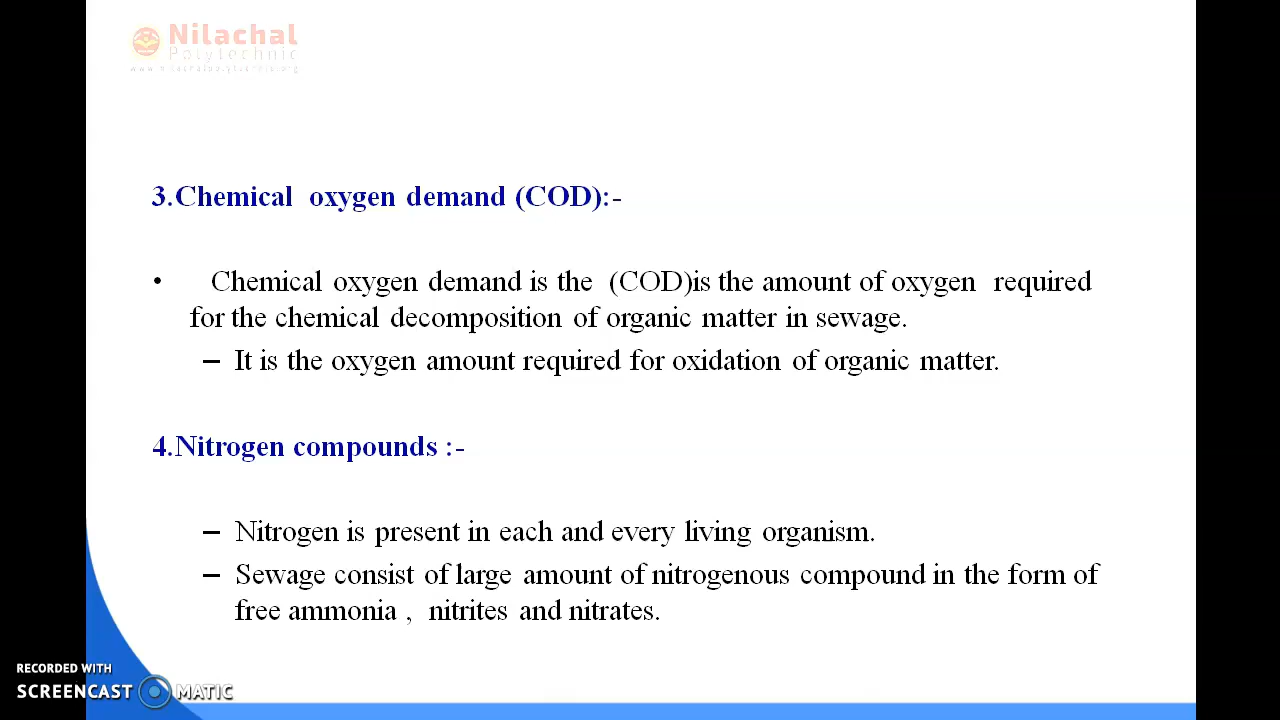 Nilachal
Polytechnic
www.nilachalpolytechnic.org
3.Chemical oxygen demand (COD):-
• Chemical oxygen demand is the (COD)is the amount of oxygen required
for the chemical decomposition of organic matter in sewage.
– It is the oxygen amount required for oxidation of organic matter.
4.Nitrogen compounds :-
– Nitrogen is present in each and every living organism.
– Sewage consist of large amount of nitrogenous compound in the form of
free ammonia , nitrites and nitrates.
RECORDED WITH
SCREENCAST MATIC